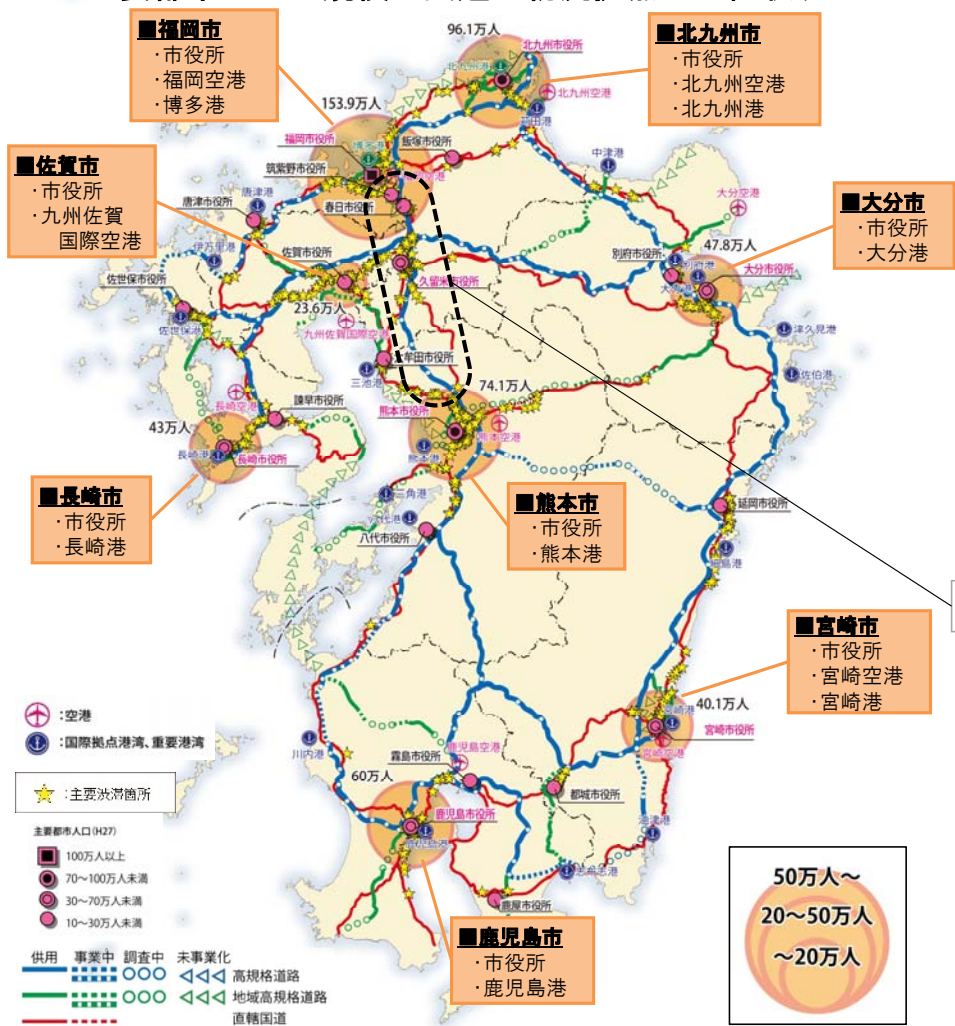 96.1万人
■福岡市
・市役所
・福岡空港
・博多港
■北九州市
・市役所
・北九州空港
・北九州港
北九州市役所
北九州港
北九州空港
苅田港
153.9万人
福岡市役所
博多港
飯塚市役所
筑紫野市役所
春日市役所
中津港
大分空港
■佐賀市
・市役所
・九州佐賀
国際空港
唐津港
唐津市役所
伊万里港
佐賀市役所
佐世保市役所
佐世保港
23.6万人
九州佐賀国際空港
久留米市役所
大牟田市役所
三池港
■大分市
・市役所
・大分港
47.8万人
別府市役所
別府港
大分市役所
津久見港
佐伯港
74.1万人
熊本市役所
熊本空港
熊本港
長崎空港
諫早市役所
43万人
長崎港
長崎市役所
■長崎市
・市役所
・長崎港
三角港
八代港
八代市役所
■熊本市
・市役所
・熊本港
延岡市役所
細島港
■宮崎市
・市役所
・宮崎空港
・宮崎港
40.1万人
宮崎市役所
宮崎空港
川内港
霧島市役所
鹿児島空港
60万人
鹿児島市役所
鹿児島港
都城市役所
油津港
志布志港
鹿屋市役所
■鹿児島市
・市役所
・鹿児島港
:空港
:国際拠点港湾、重要港湾
:主要渋滞箇所
主要都市人口(H27)
100万人以上
70～100万人未満
30～70万人未満
10～30万人未満
供用 事業中 調査中 未事業化
高規格道路
地域高規格道路
直轄国道
50万人～
20～50万人
～20万人